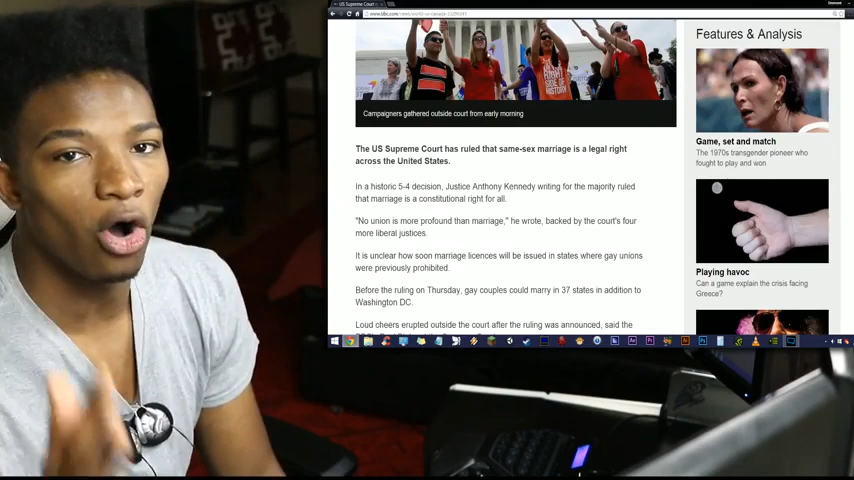 US Supreme Court
Campaigners gathered outside court from early morning
The US Supreme Court has ruled that same-sex marriage is a legal right
across the United States.
In a historic 5-4 decision, Justice Anthony Kennedy writing for the majority ruled
that marriage is a constitutional right for all.
"No union is more profound than marriage," he wrote, backed by the court's four
more liberal justices.
It is unclear how soon marriage licences will be issued in states where gay unions
were previously prohibited.
Before the ruling on Thursday, gay couples could marry in 37 states in addition to
Washington DC.
Loud cheers erupted outside the court after the ruling was announced, said the
RIGHT
SIDE OF
HISTORY
Features & Analysis
Game, set and match
The 1970s transgender pioneer who
fought to play and won
Playing havoc
Can a game explain the crisis facing
Greece?